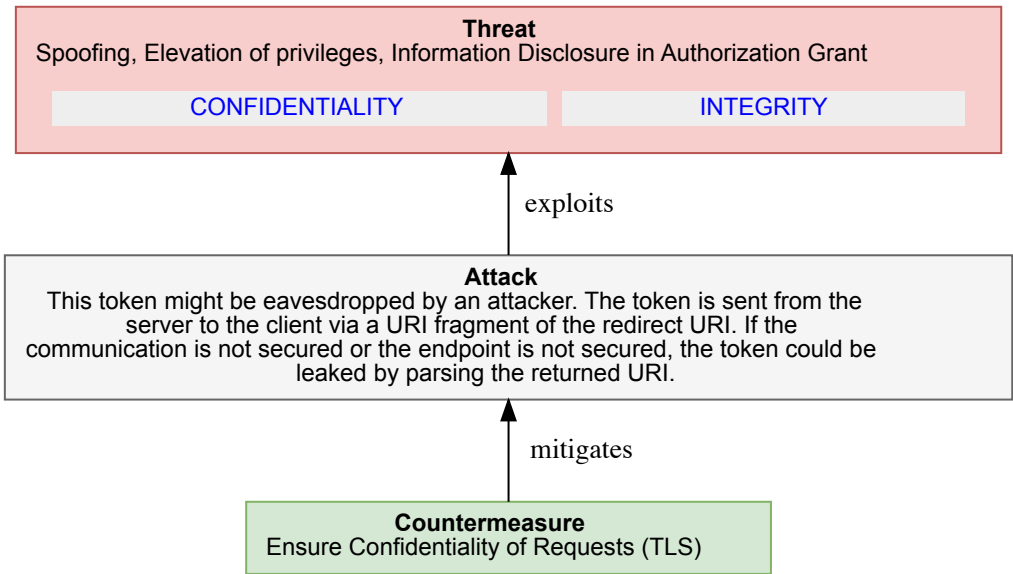 Threat
Spoofing, Elevation of privileges, Information Disclosure in Authorization Grant
CONFIDENTIALITY
INTEGRITY
exploits
Attack
This token might be eavesdropped by an attacker. The token is sent from the
server to the client via a URI fragment of the redirect URI. If the
communication is not secured or the endpoint is not secured, the token could be
leaked by parsing the returned URI.
mitigates
Countermeasure
Ensure Confidentiality of Requests (TLS)